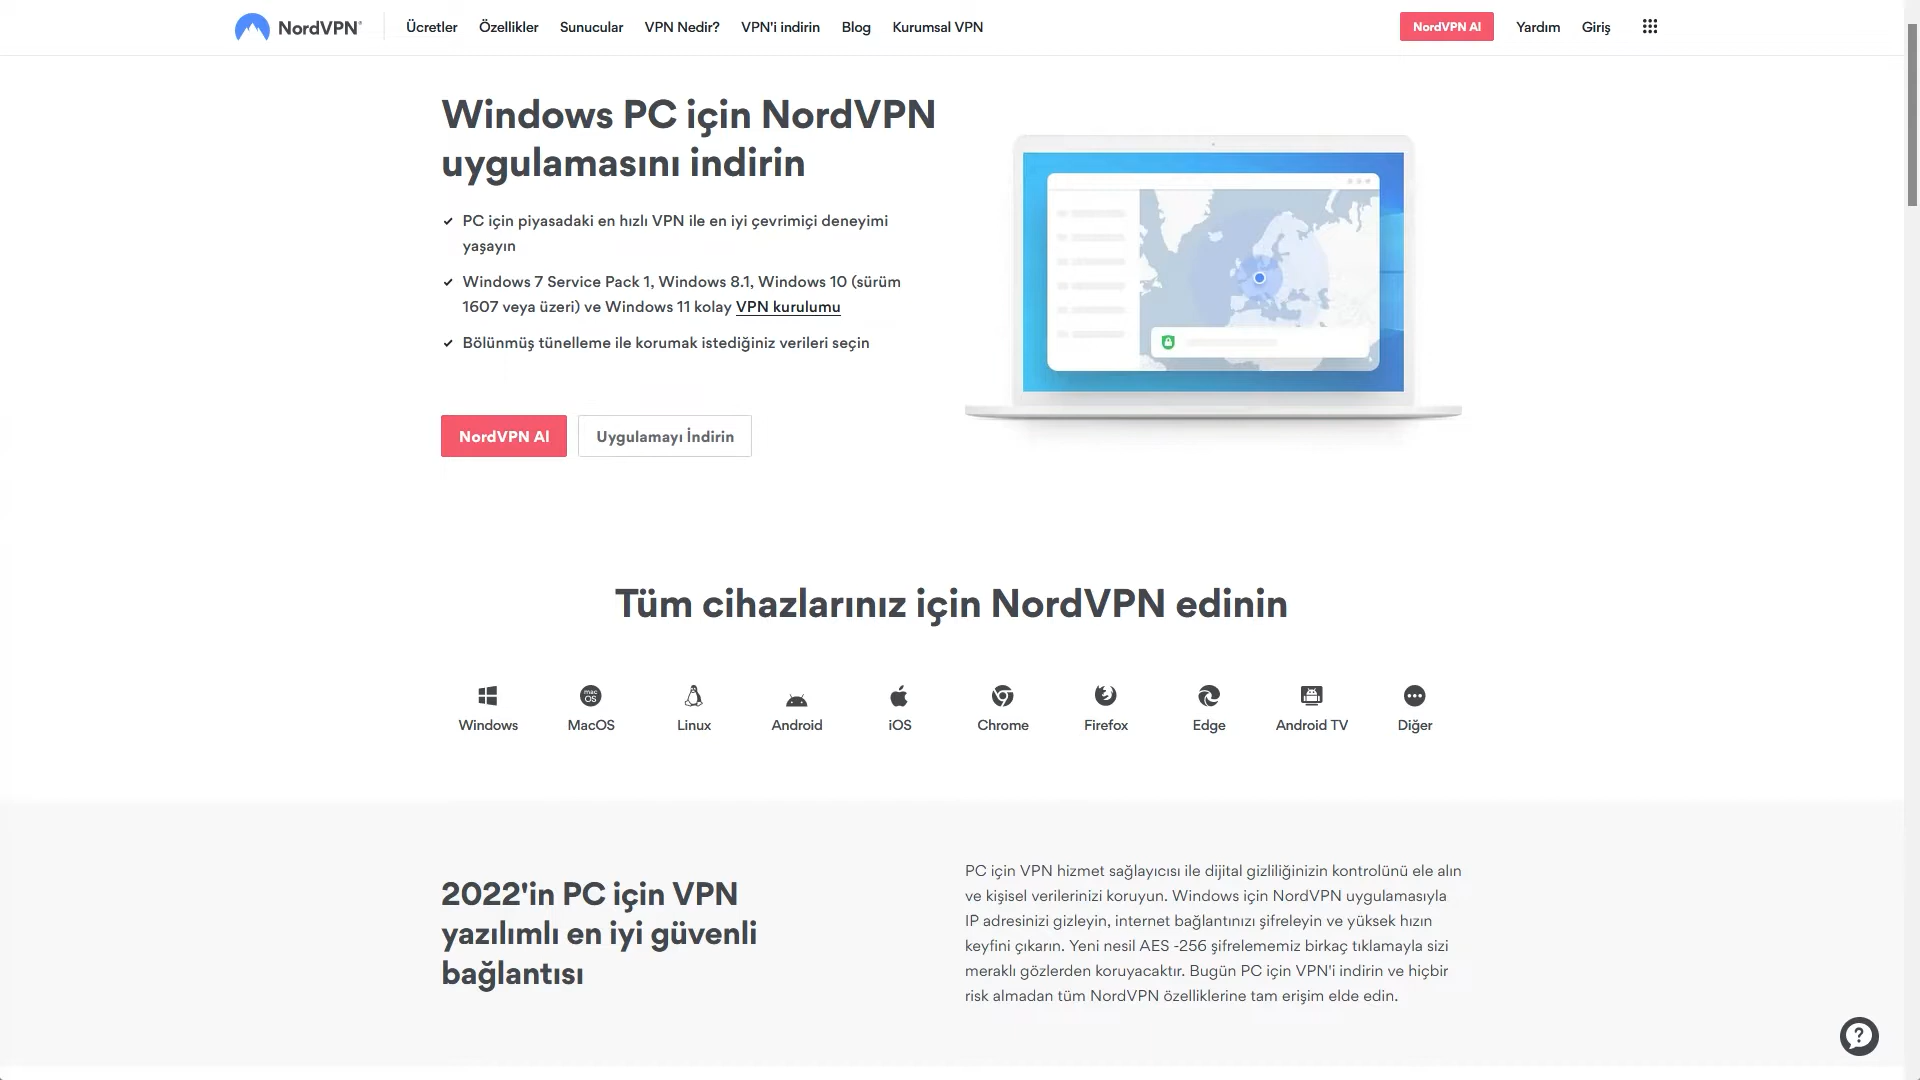 NordVPN®
Ücretler
Özellikler
Sunucular
VPN Nedir?
VPN'i indirin
Blog
Kurumsal VPN
NordVPN Al
Yardım
Giriş
Windows PC için NordVPN
uygulamasını indirin
PC için piyasadaki en hızlı VPN ile en iyi çevrimiçi deneyimi
yaşayın
Windows 7 Service Pack 1, Windows 8.1, Windows 10 (sürüm
1607 veya üzeri) ve Windows 11 kolay VPN kurulumu
Bölünmüş tünelleme ile korumak istediğiniz verileri seçin
NordVPN Al
Uygulamayı İndirin
Tüm cihazlarınız için NordVPN edinin
mac
OS
Windows
MacOS
Linux
Android
iOS
Chrome
Firefox
Edge
Android TV
Diğer
2022'in PC için VPN
yazılımlı en iyi güvenli
bağlantısı
PC için VPN hizmet sağlayıcısı ile dijital gizliliğinizin kontrolünü ele alın
ve kişisel verilerinizi koruyun. Windows için NordVPN uygulamasıyla
IP adresinizi gizleyin, internet bağlantınızı şifreleyin ve yüksek hızın
keyfini çıkarın. Yeni nesil AES -256 şifrelememiz birkaç tıklamayla sizi
meraklı gözlerden koruyacaktır. Bugün PC için VPN'i indirin ve hiçbir
risk almadan tüm NordVPN özelliklerine tam erişim elde edin.
?